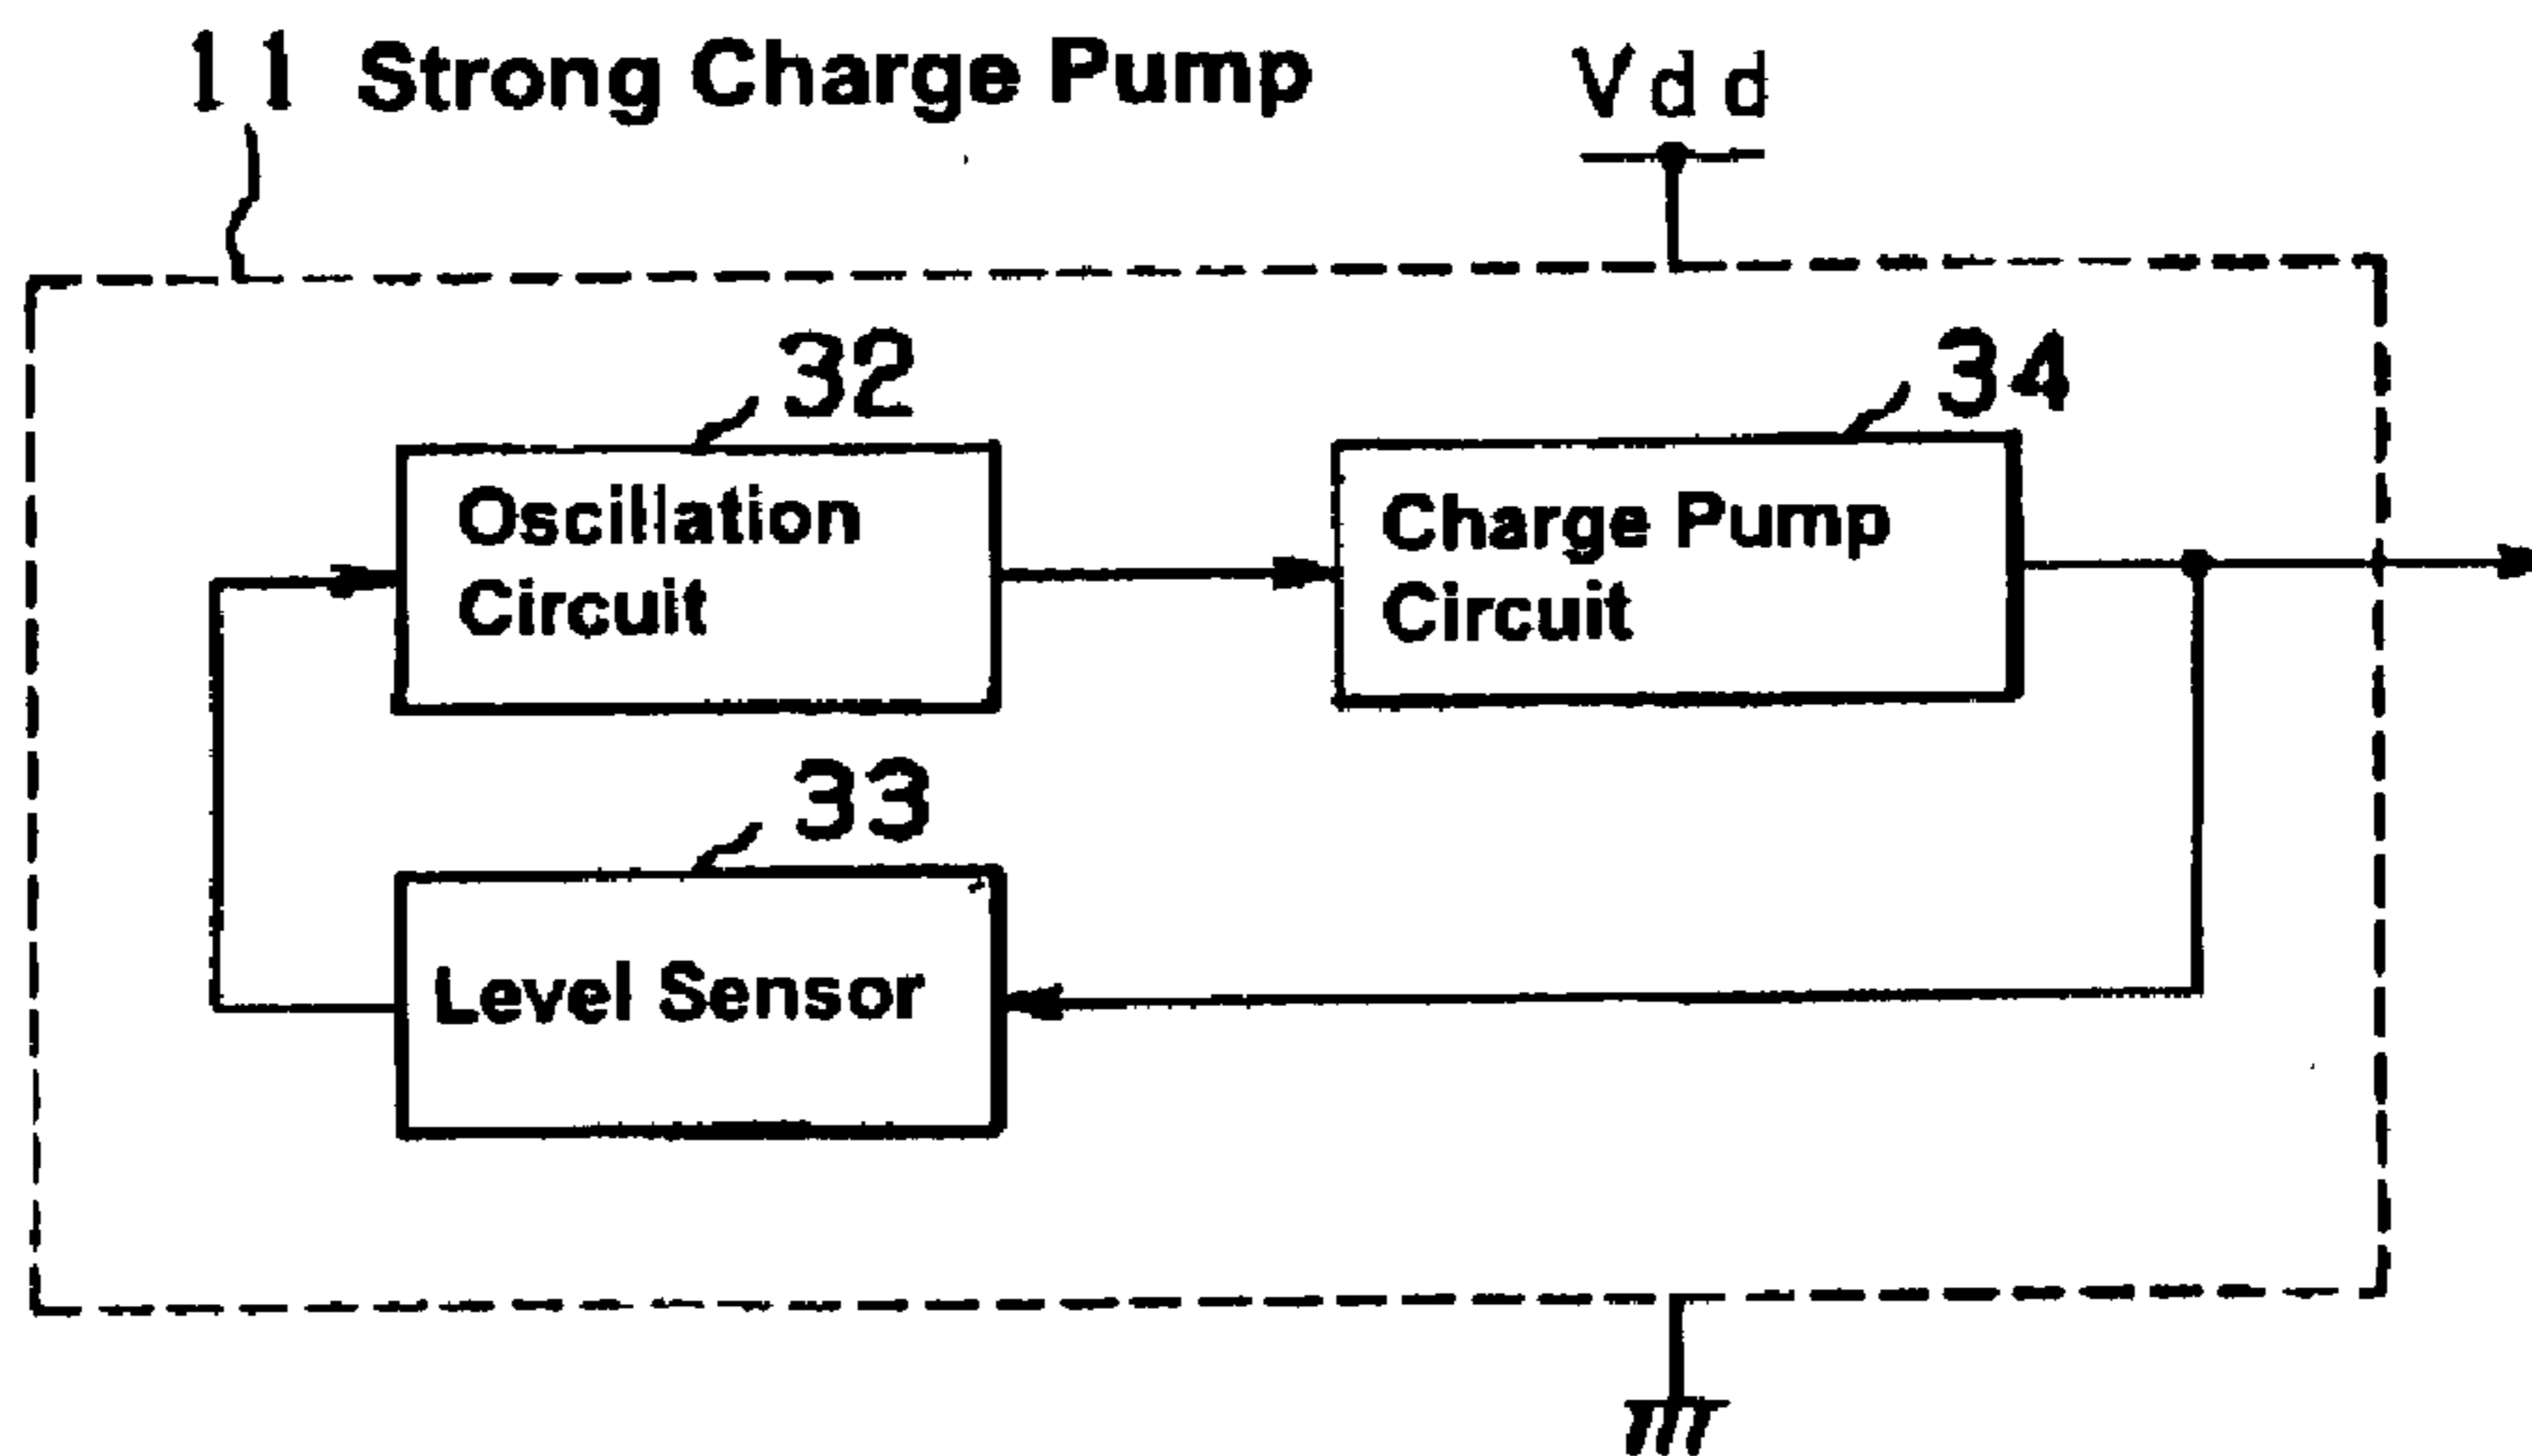 11 Strong Charge Pump
Vdd
32
34
Oscillation
Circuit
Charge Pump
Circuit
33
Level Sensor